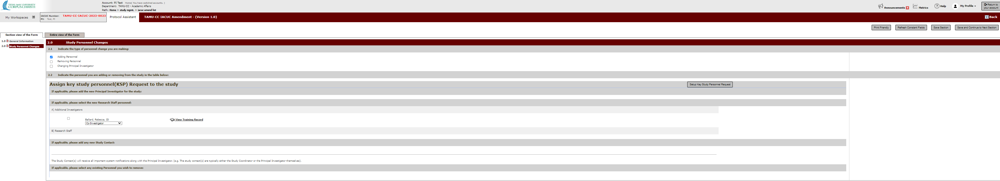 TEXAS A&M UNIVERSITY
CORPUS CHRISTI
Account: PI Test Home( You have switched accounts. )
Department: TAMU-CC - Academic Affairs
Path: Home > study mgmt. > iacuc amend list
Announcements 6 Metrics ? Help My Profile
Return to
your account
My Workspaces
IACUC Number: TAMU-CC-IACUC-2023-0023
PI: Test, PI
Protocol Assistant
TAMU-CC IACUC Amendment - (Version 1.0)
Back
Print Friendly Refresh Constant Fields Save Section Save and Continue to Next Section
Section view of the Form Entire view of the Form
1.0 General Information
2.0 Study Personnel Changes
2.0 Study Personnel Changes
2.1 Indicate the type of personnel change you are making:
Adding Personnel
Removing Personnel
Changing Principal Investigator
2.2 Indicate the personnel you are adding or removing from the study in the table below:
Assign key study personnel(KSP) Request to the study
Setup Key Study Personnel Request
If applicable, please add the new Principal Investigator for the study:
If applicable, please select the new Research Staff personnel:
A) Additional Investigators
Ballard, Rebecca, JD View Training Record
Co-Investigator
B) Research Staff
If applicable, please add any new Study Contact:
The Study Contact(s) will receive all important system notifications along with the Principal Investigator. (e.g. The study contact(s) are typically either the Study Coordinator or the Principal Investigator themselves).
If applicable, please select any existing Personnel you wish to remove: